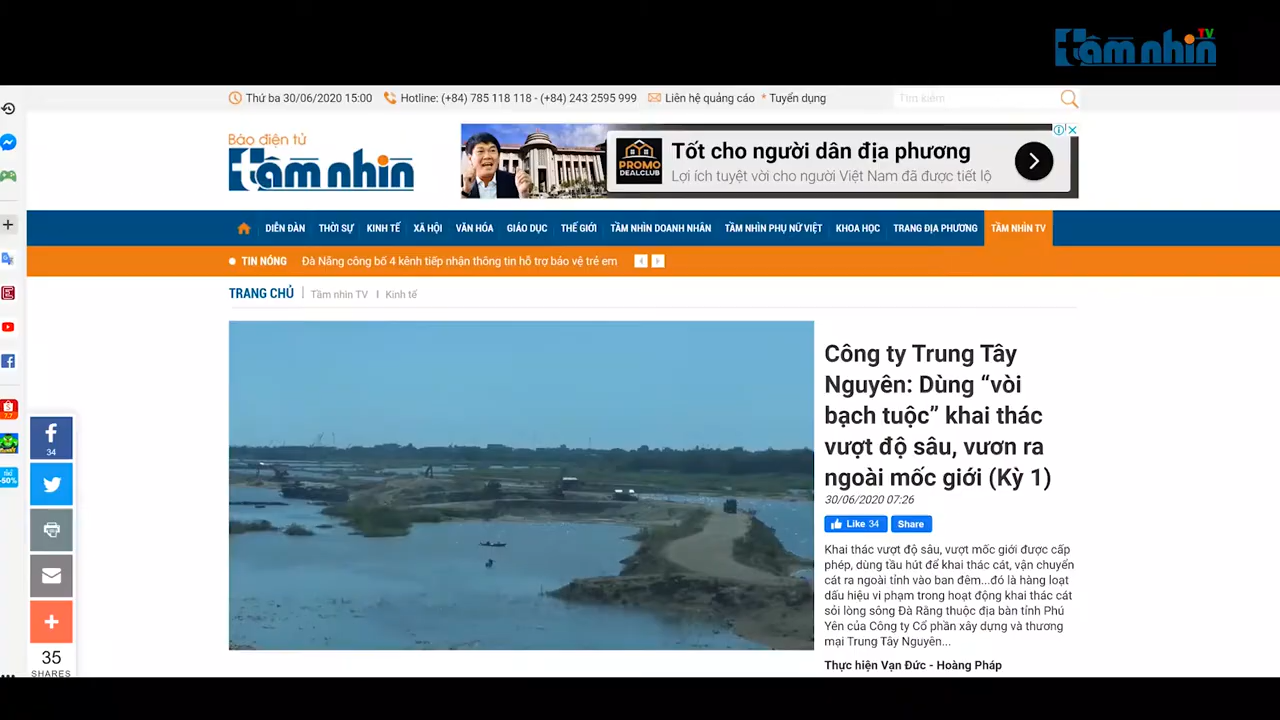 tầm nhìn TV
Thứ ba 30/06/2020 15:00 Hotline: (+84) 785 118 118 - (+84) 243 2595 999 Liên hệ quảng cáo * Tuyển dụng Tìm kiếm
Báo điện tử
tầm nhìn
Tốt cho người dân địa phương
PROMO
DEALCLUB
Lợi ích tuyệt vời cho người Việt Nam đã được tiết lộ
DIỄN ĐÀN THỜI SỰ KINH TẾ XÃ HỘI VĂN HÓA GIÁO DỤC THẾ GIỚI TẦM NHÌN DOANH NHÂN TẦM NHÌN PHỤ NỮ VIỆT KHOA HỌC TRANG ĐỊA PHƯƠNG TẦM NHÌN TV
TIN NÓNG Đà Nẵng công bố 4 kênh tiếp nhận thông tin hỗ trợ bảo vệ trẻ em
TRANG CHỦ | Tầm nhìn TV | Kinh tế
Công ty Trung Tây
Nguyên: Dùng “vòi
bạch tuộc” khai thác
vượt độ sâu, vươn ra
ngoài mốc giới (Kỳ 1)
30/06/2020 07:26
Like 34 Share
Khai thác vượt độ sâu, vượt mốc giới được cấp
phép, dùng tầu hút để khai thác cát, vận chuyển
cát ra ngoài tỉnh vào ban đêm...đó là hàng loạt
dấu hiệu vi phạm trong hoạt động khai thác cát
sỏi lòng sông Đà Rằng thuộc địa bàn tỉnh Phú
Yên của Công ty Cổ phần xây dựng và thương
mại Trung Tây Nguyên...
Thực hiện Vạn Đức - Hoàng Pháp
34
35
SHARES
-50%